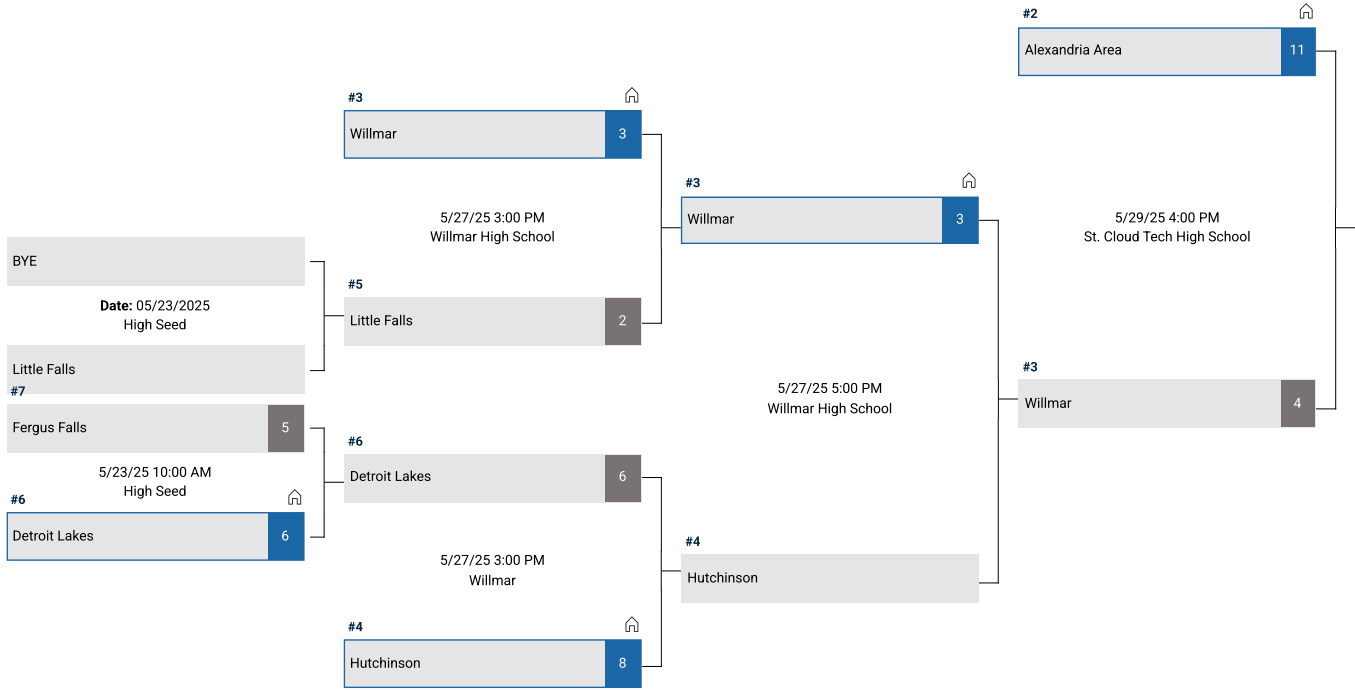 #2
Alexandria Area
11
#3
Willmar
3
5/27/25 3:00 PM
Willmar High School
#5
Little Falls
2
#3
Willmar
3
5/29/25 4:00 PM
St. Cloud Tech High School
BYE
Date: 05/23/2025
High Seed
Little Falls
#7
Fergus Falls
5
5/23/25 10:00 AM
High Seed
#6
Detroit Lakes
6
#6
Detroit Lakes
6
5/27/25 3:00 PM
Willmar
#4
Hutchinson
8
5/27/25 5:00 PM
Willmar High School
#4
Hutchinson
#3
Willmar
4